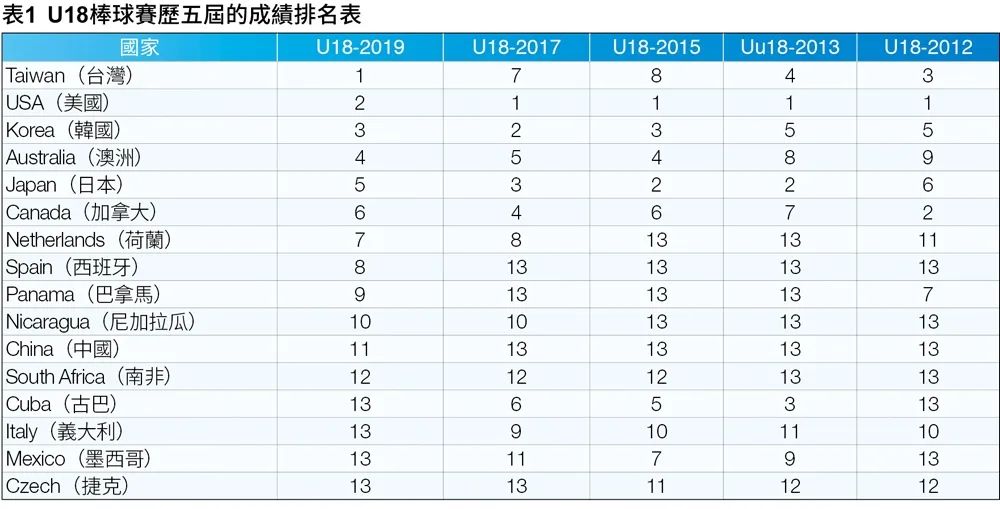 表1 U18棒球賽歷五屆的成績排名表
國家 U18-2019 U18-2017 U18-2015 Uu18-2013 U18-2012
Taiwan（台灣） 1 7 8 4 3
USA（美國） 2 1 1 1 1
Korea（韓國） 3 2 3 5 5
Australia（澳洲） 4 5 4 8 9
Japan（日本） 5 3 2 2 6
Canada（加拿大） 6 4 6 7 2
Netherlands（荷蘭） 7 8 13 13 11
Spain（西班牙） 8 13 13 13 13
Panama（巴拿馬） 9 13 13 13 7
Nicaragua（尼加拉瓜） 10 10 13 13 13
China（中國） 11 13 13 13 13
South Africa（南非） 12 12 12 13 13
Cuba（古巴） 13 6 5 3 13
Italy（義大利） 13 9 10 11 10
Mexico（墨西哥） 13 11 7 9 13
Czech（捷克） 13 13 11 12 12